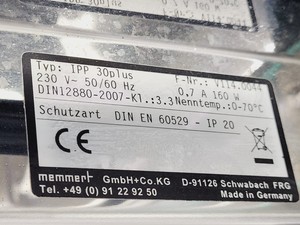 Typ: IPP 30plus F-Nr.: V114.0044
230 V~ 50/60 Hz 0,7 A 160 W
DIN12880-2007-Kl.:3.3 Nenntemp.:0-70°C
Schutzart DIN EN 60529 - IP 20
CE
memmert GmbH+Co.KG D-91126 Schwabach FRG
Tel. +49 (0) 91 22 92 50 Made in Germany